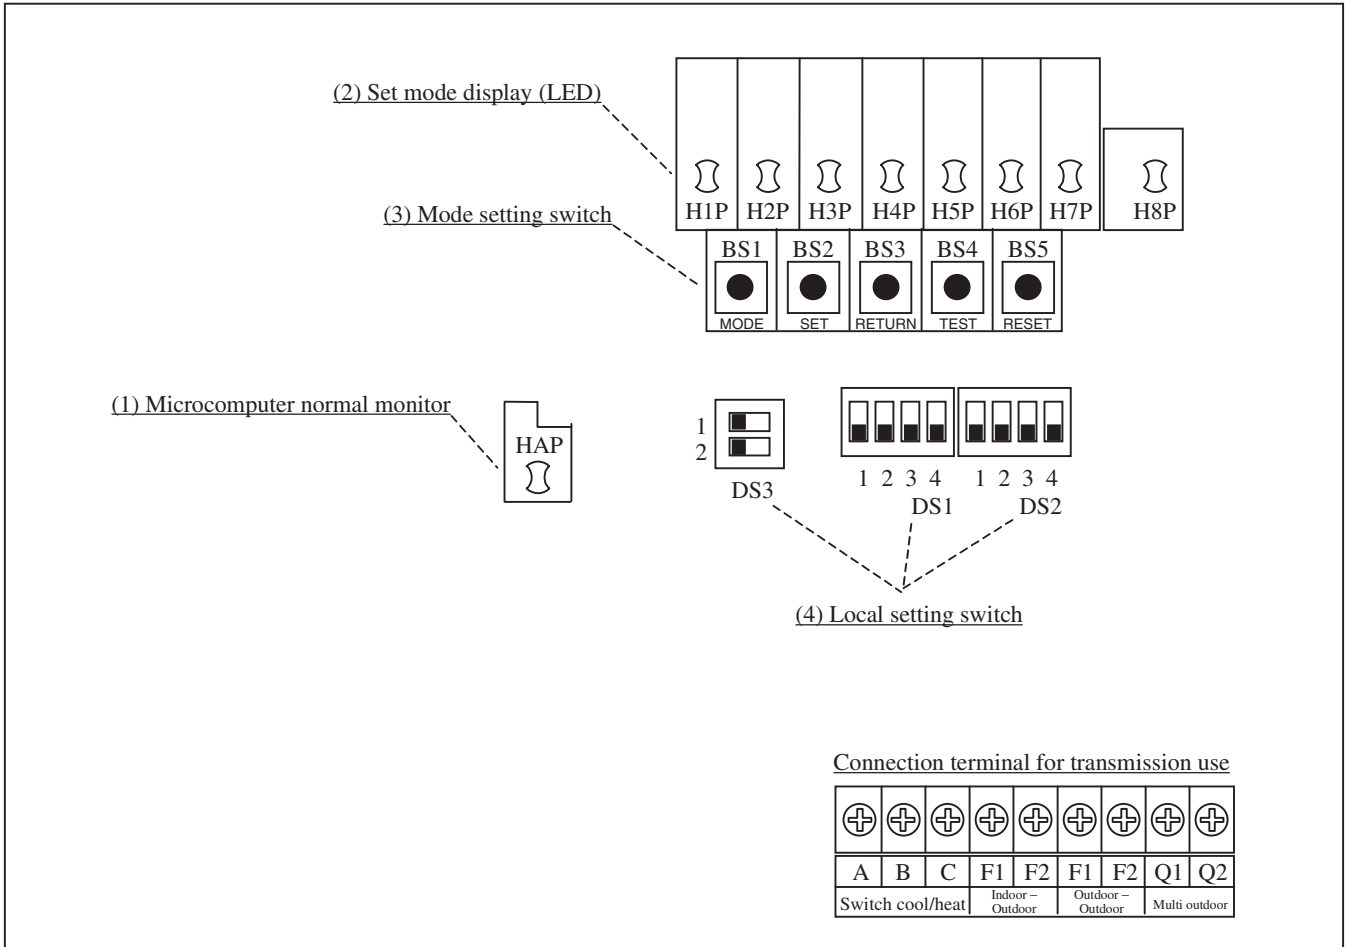 (2) Set mode display (LED)
H1P H2P H3P H4P H5P H6P H7P H8P
(3) Mode setting switch
BS1 BS2 BS3 BS4 BS5
MODE SET RETURN TEST RESET
(1) Microcomputer normal monitor
HAP
1
2
DS3
1 2 3 4 1 2 3 4
DS1 DS2
(4) Local setting switch
Connection terminal for transmission use
A B C F1 F2 F1 F2 Q1 Q2
Switch cool/heat
Indoor –
Outdoor
Outdoor –
Outdoor
Multi outdoor